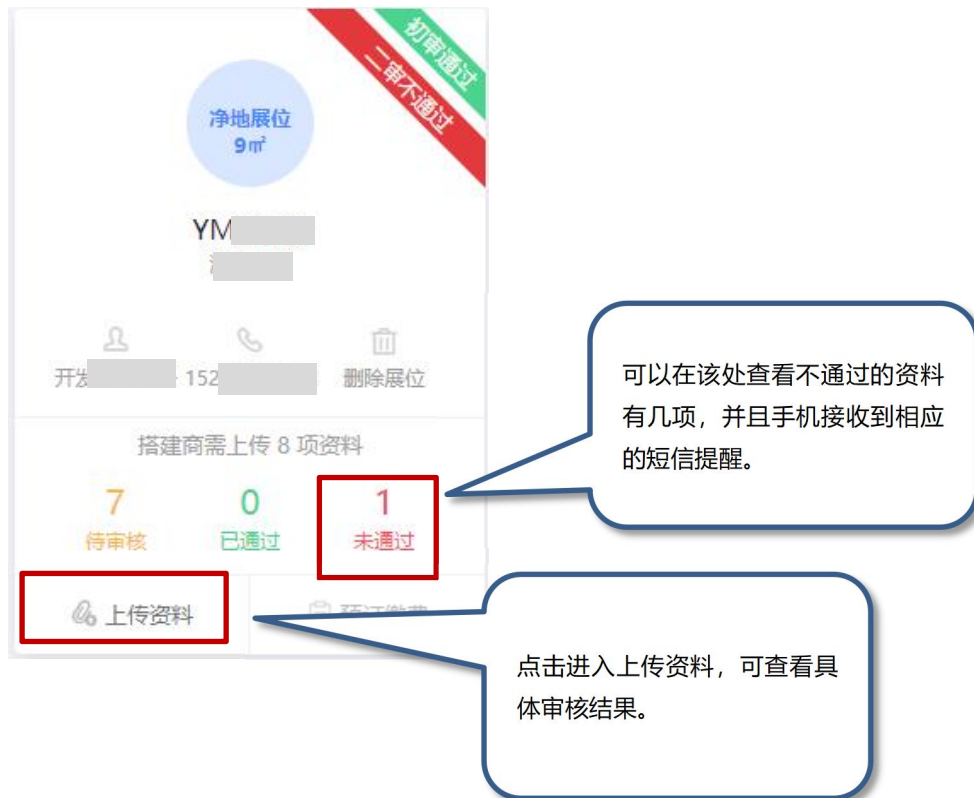 初审通过
二审不通过
净地展位
9㎡
YM
开发 152 删除展位
搭建商需上传 8 项资料
7 0 1
待审核 已通过 未通过
上传资料
可以在该处查看不通过的资料
有几项，并且手机接收到相应
的短信提醒。
点击进入上传资料，可查看具
体审核结果。